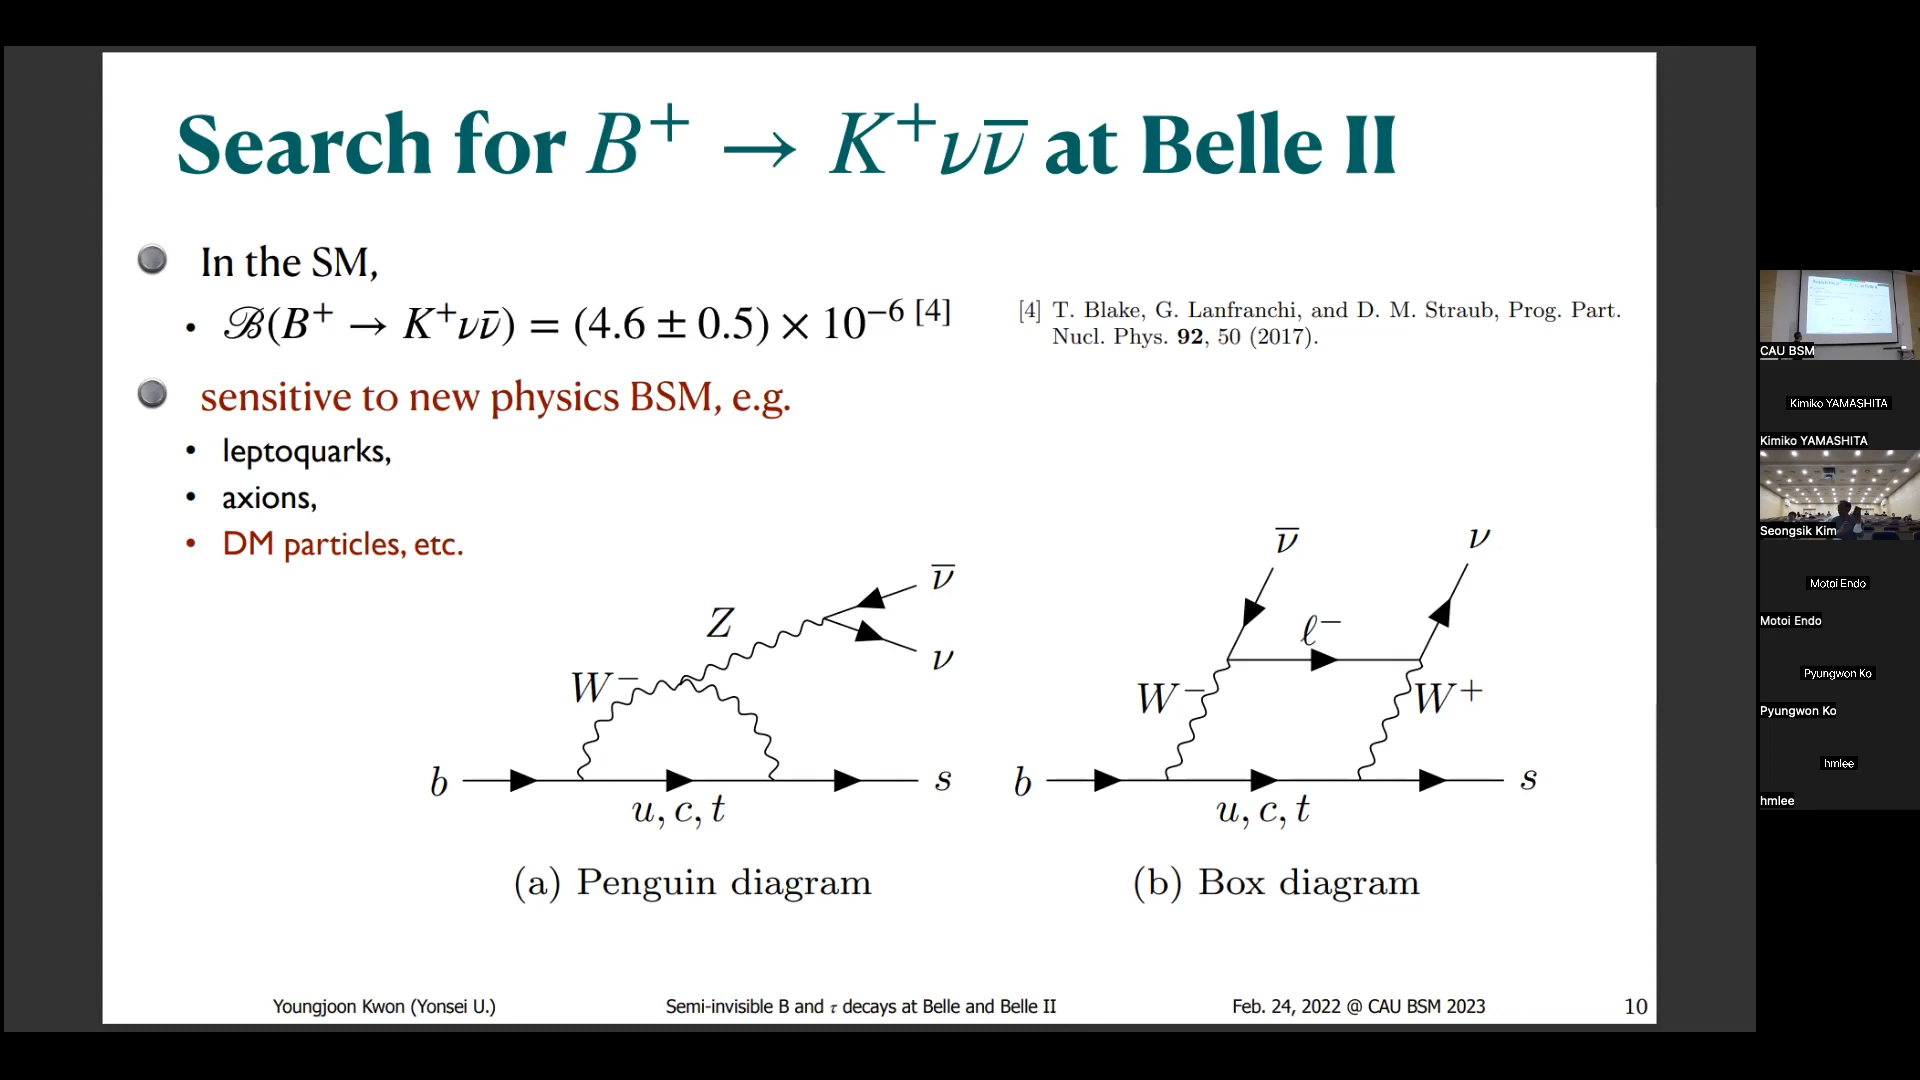 Search for B⁺ → K⁺νν̄ at Belle II
In the SM,
• ℬ(B⁺ → K⁺νν̄) = (4.6 ± 0.5) × 10⁻⁶ [4]
[4] T. Blake, G. Lanfranchi, and D. M. Straub, Prog. Part.
Nucl. Phys. 92, 50 (2017).
sensitive to new physics BSM, e.g.
• leptoquarks,
• axions,
• DM particles, etc.
ν̄
Z
ν
W⁻
b
s
u, c, t
(a) Penguin diagram
ν̄
ν
ℓ⁻
W⁻
W⁺
b
s
u, c, t
(b) Box diagram
Youngjoon Kwon (Yonsei U.)
Semi-invisible B and τ decays at Belle and Belle II
Feb. 24, 2022 @ CAU BSM 2023
10
CAU BSM
Kimiko YAMASHITA
Kimiko YAMASHITA
Seongsik Kim
Motoi Endo
Motoi Endo
Pyungwon Ko
Pyungwon Ko
hmlee
hmlee